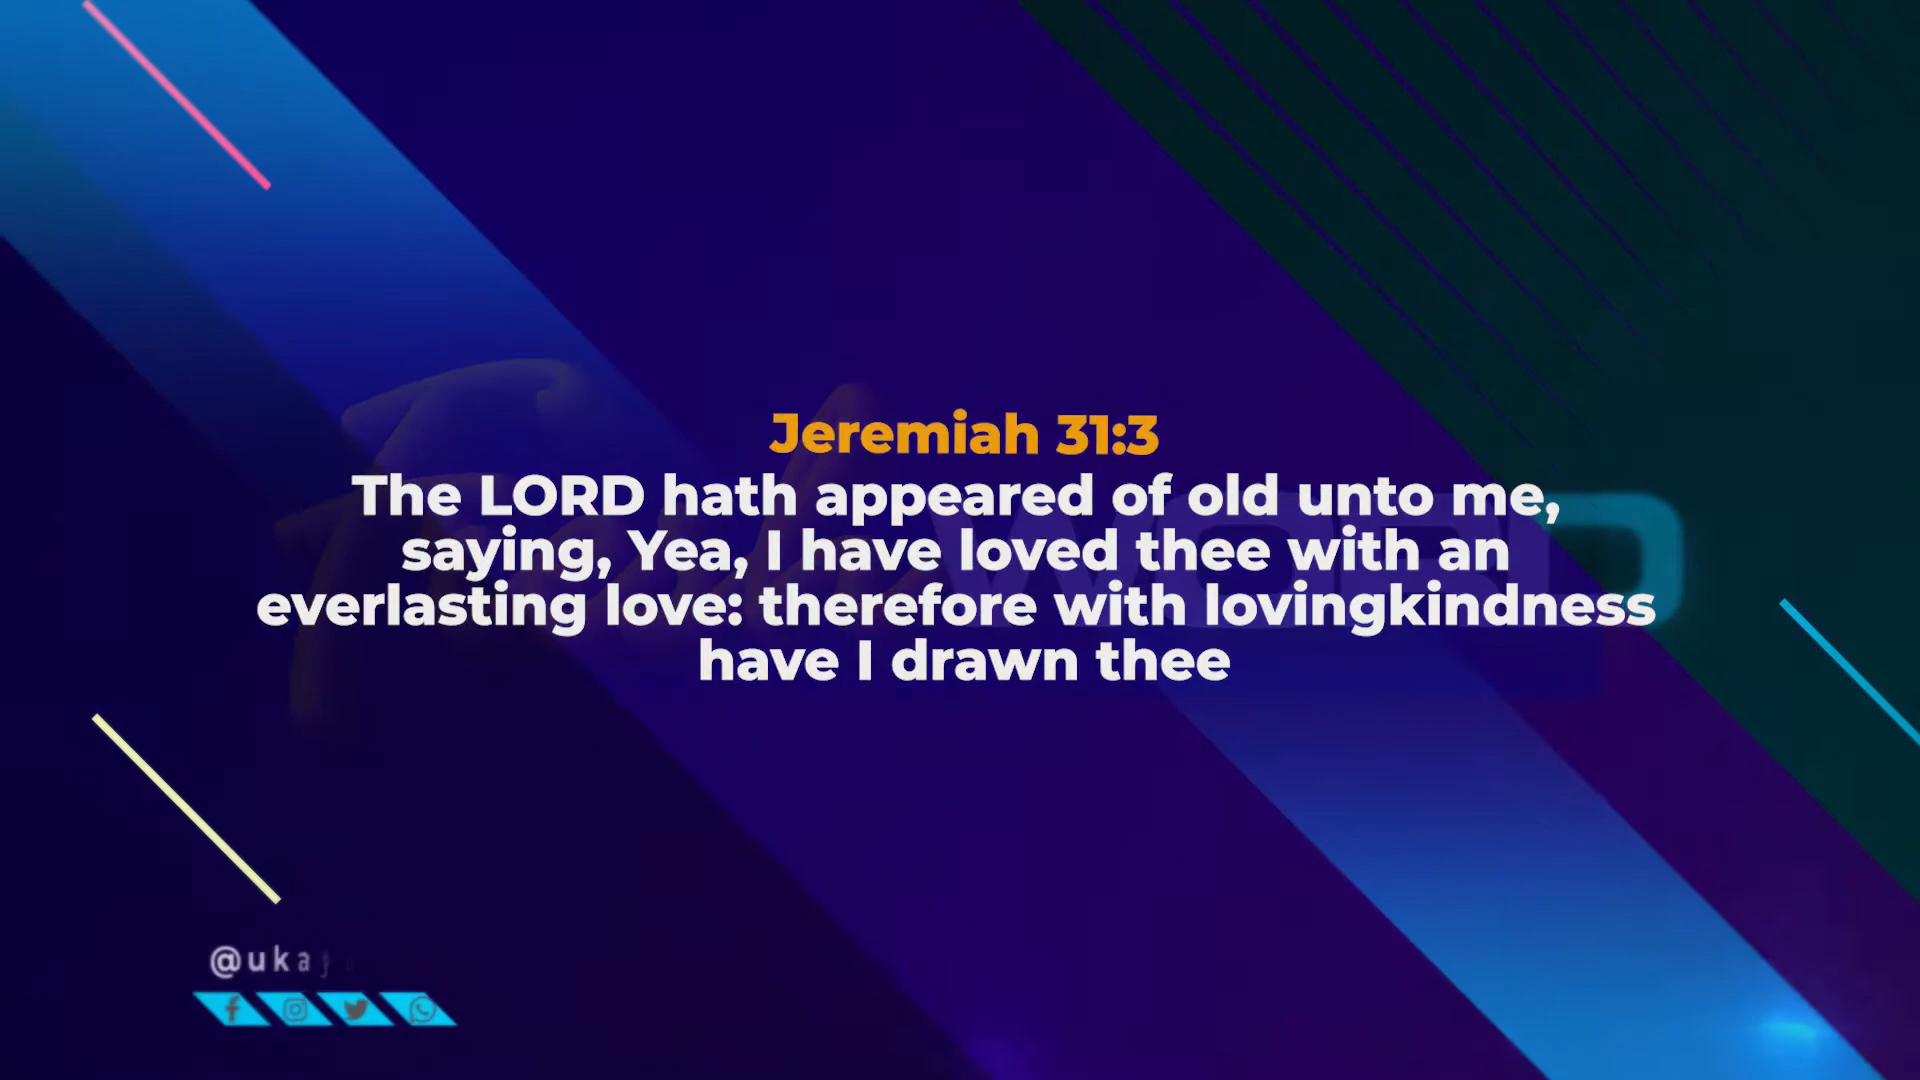 Jeremiah 31:3
The LORD hath appeared of old unto me,
saying, Yea, I have loved thee with an
everlasting love: therefore with lovingkindness
have I drawn thee